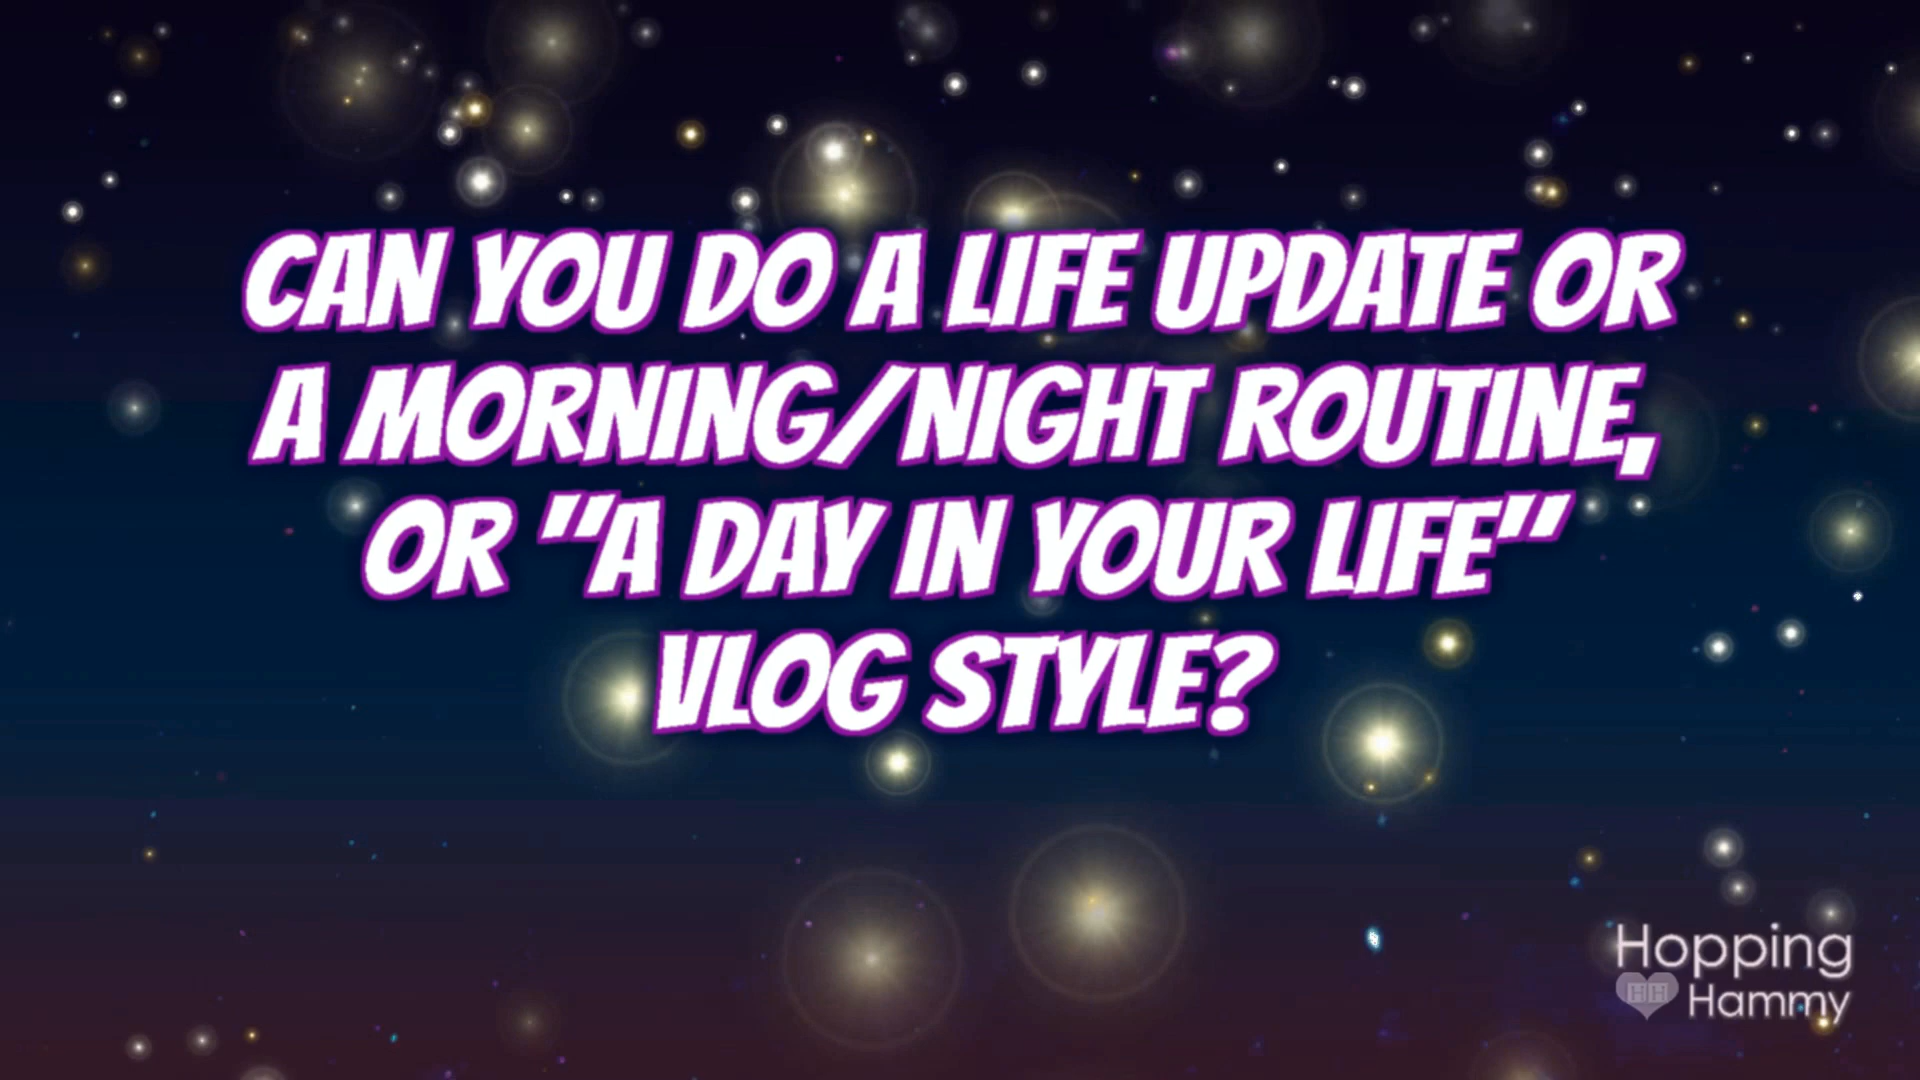 CAN YOU DO A LIFE UPDATE OR
A MORNING/NIGHT ROUTINE,
OR "A DAY IN YOUR LIFE"
VLOG STYLE?
Hopping
HH Hammy